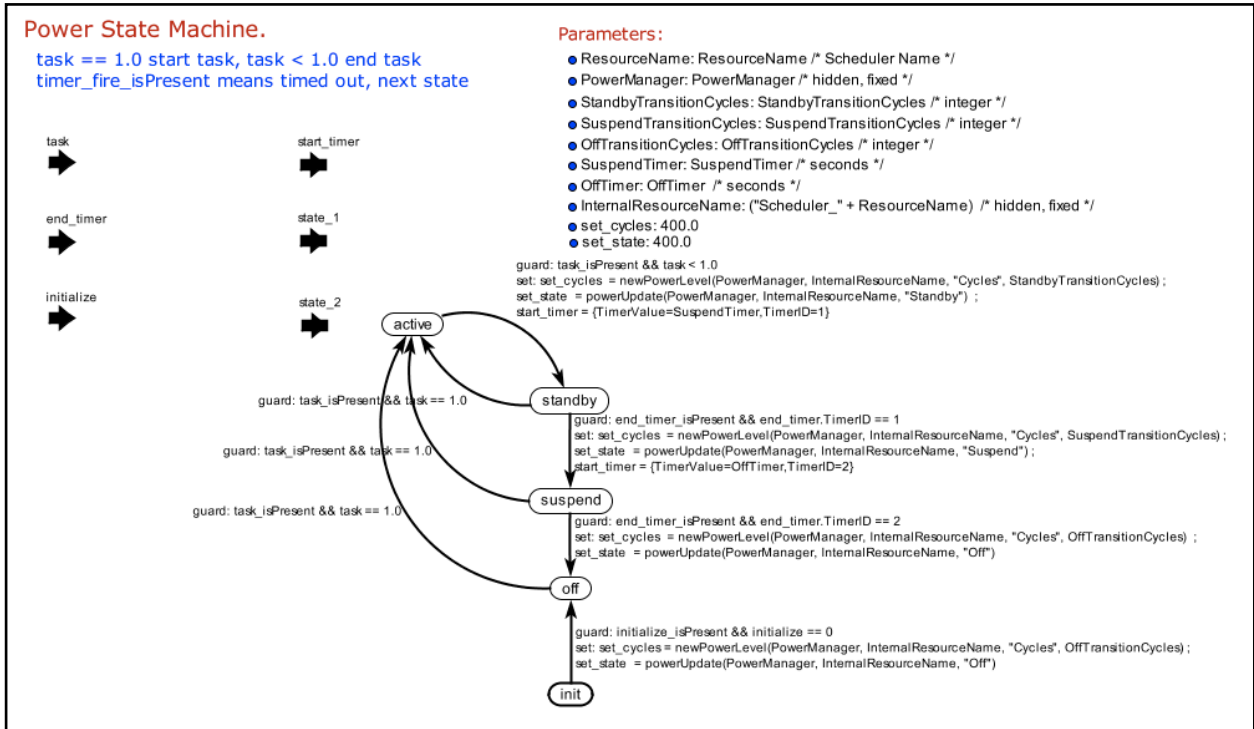 Power State Machine.
task == 1.0 start task, task < 1.0 end task
timer_fire_isPresent means timed out, next state
Parameters:
ResourceName: ResourceName /* Scheduler Name */
PowerManager: PowerManager /* hidden, fixed */
StandbyTransitionCycles: StandbyTransitionCycles /* integer */
SuspendTransitionCycles: SuspendTransitionCycles /* integer */
OffTransitionCycles: OffTransitionCycles /* integer */
SuspendTimer: SuspendTimer /* seconds */
OffTimer: OffTimer /* seconds */
InternalResourceName: ("Scheduler_" + ResourceName) /* hidden, fixed */
set_cycles: 400.0
set_state: 400.0
task
start_timer
end_timer
state_1
initialize
state_2
guard: task_isPresent && task < 1.0
set: set_cycles = newPowerLevel(PowerManager, InternalResourceName, "Cycles", StandbyTransitionCycles) ;
set_state = powerUpdate(PowerManager, InternalResourceName, "Standby") ;
start_timer = {TimerValue=SuspendTimer,TimerID=1}
active
standby
guard: task_isPresent && task == 1.0
guard: end_timer_isPresent && end_timer.TimerID == 1
set: set_cycles = newPowerLevel(PowerManager, InternalResourceName, "Cycles", SuspendTransitionCycles) ;
set_state = powerUpdate(PowerManager, InternalResourceName, "Suspend") ;
start_timer = {TimerValue=OffTimer,TimerID=2}
guard: task_isPresent && task == 1.0
suspend
guard: task_isPresent && task == 1.0
guard: end_timer_isPresent && end_timer.TimerID == 2
set: set_cycles = newPowerLevel(PowerManager, InternalResourceName, "Cycles", OffTransitionCycles) ;
set_state = powerUpdate(PowerManager, InternalResourceName, "Off")
off
guard: initialize_isPresent && initialize == 0
set: set_cycles = newPowerLevel(PowerManager, InternalResourceName, "Cycles", OffTransitionCycles) ;
set_state = powerUpdate(PowerManager, InternalResourceName, "Off")
init